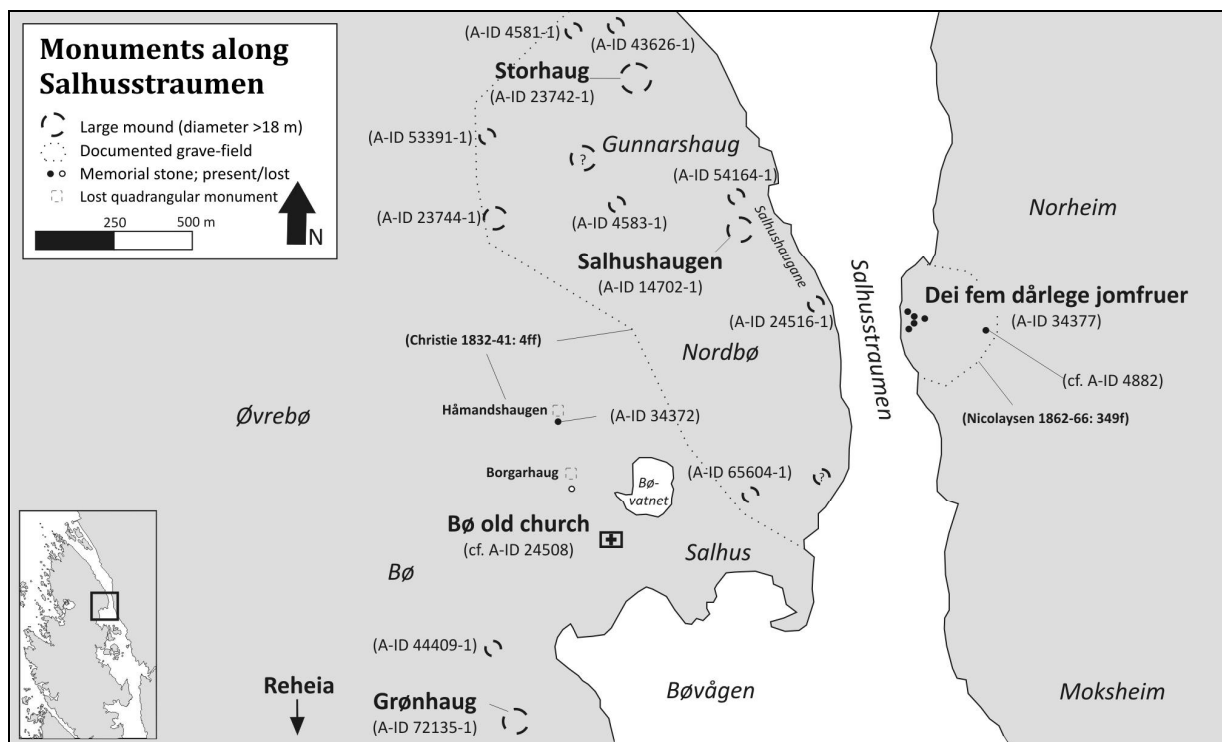 Monuments along
Salhusstraumen
Large mound (diameter >18 m)
Documented grave-field
Memorial stone; present/lost
Lost quadrangular monument
250
500 m
N
(A-ID 4581-1)
(A-ID 43626-1)
Storhaug
(A-ID 23742-1)
(A-ID 53391-1)
?
Gunnarshaug
(A-ID 54164-1)
(A-ID 23744-1)
(A-ID 4583-1)
Salhushaugane
Norheim
Salhushaugen
(A-ID 14702-1)
Salhusstraumen
Dei fem dårlege jomfruer
(A-ID 34377)
(A-ID 24516-1)
(Christie 1832-41: 4ff)
Nordbø
(cf. A-ID 4882)
Øvrebø
Håmandshaugen
(A-ID 34372)
(Nicolaysen 1862-66: 349f)
Borgarhaug
Bø-
vatnet
(A-ID 65604-1)
?
Bø old church
(cf. A-ID 24508)
Salhus
Bø
(A-ID 44409-1)
Reheia
Grønhaug
(A-ID 72135-1)
Bøvågen
Moksheim